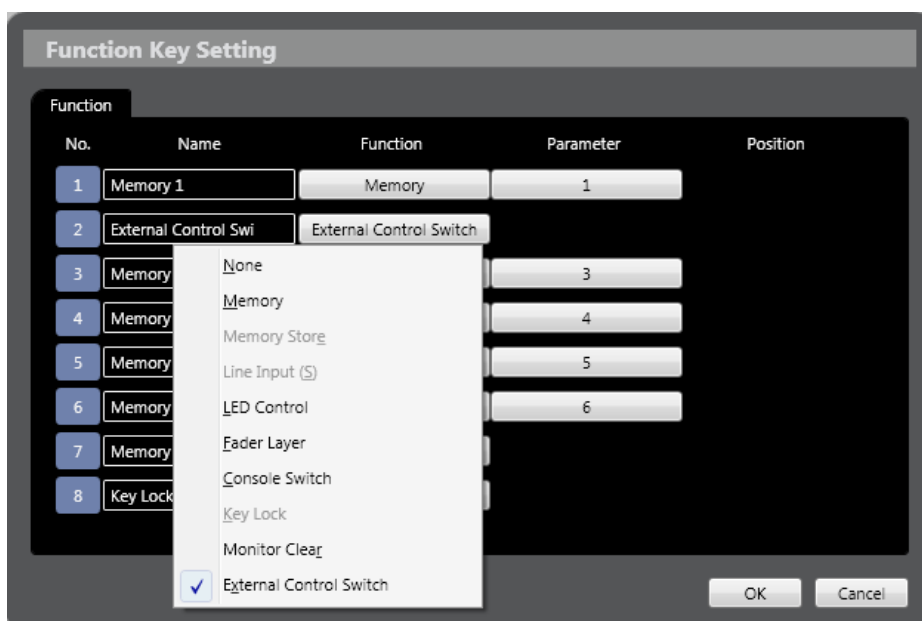 Function Key Setting
Function
No. Name Function Parameter Position
1 Memory 1 Memory 1
2 External Control Swi External Control Switch
None
3 Memory 3
Memory
4 Memory 4
Memory Store
5 Memory 5
Line Input (S)
6 Memory 6
LED Control
7 Memory
Fader Layer
8 Key Lock
Console Switch
Key Lock
Monitor Clear
External Control Switch
OK Cancel